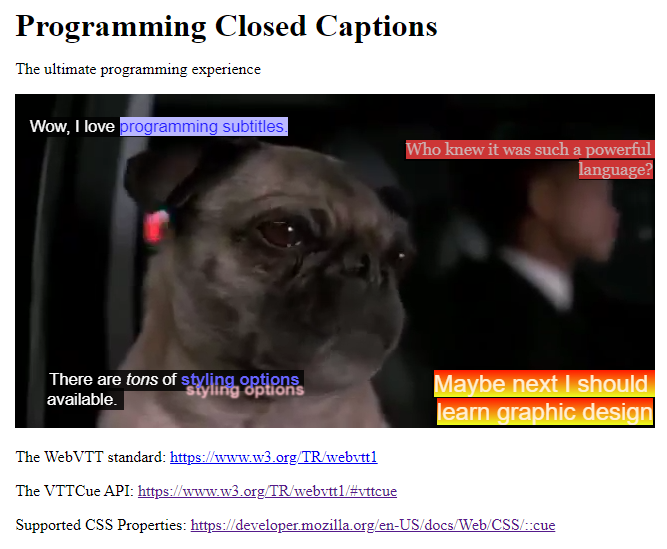 Programming Closed Captions
The ultimate programming experience
Wow, I love programming subtitles.
Who knew it was such a powerful
language?
There are tons of styling options
styling options
available.
Maybe next I should
learn graphic design
The WebVTT standard: https://www.w3.org/TR/webvtt1
The VTTCue API: https://www.w3.org/TR/webvtt1/#vttcue
Supported CSS Properties: https://developer.mozilla.org/en-US/docs/Web/CSS/::cue